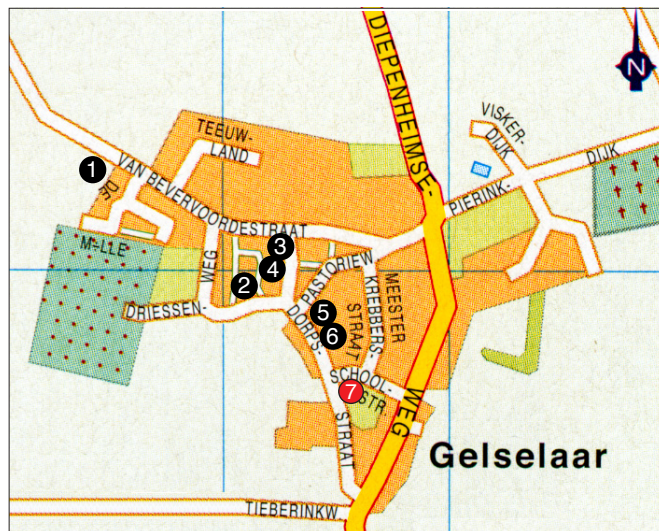 DIEPENHEIMSE-
WEG
N
VISKER-
DIJK
TEEUW-
LAND
PIERINK-
DIJK
1
DE
VAN BEVERVOORDESTRAAT
3
4
2
WEG
DRIESSEN-
PASTORIEW
MEESTER
KREBBERS-
STRAAT
5
6
DORPS-
STRAAT
SCHOOL-
STR.
7
Gelselaar
TIEBERINKW